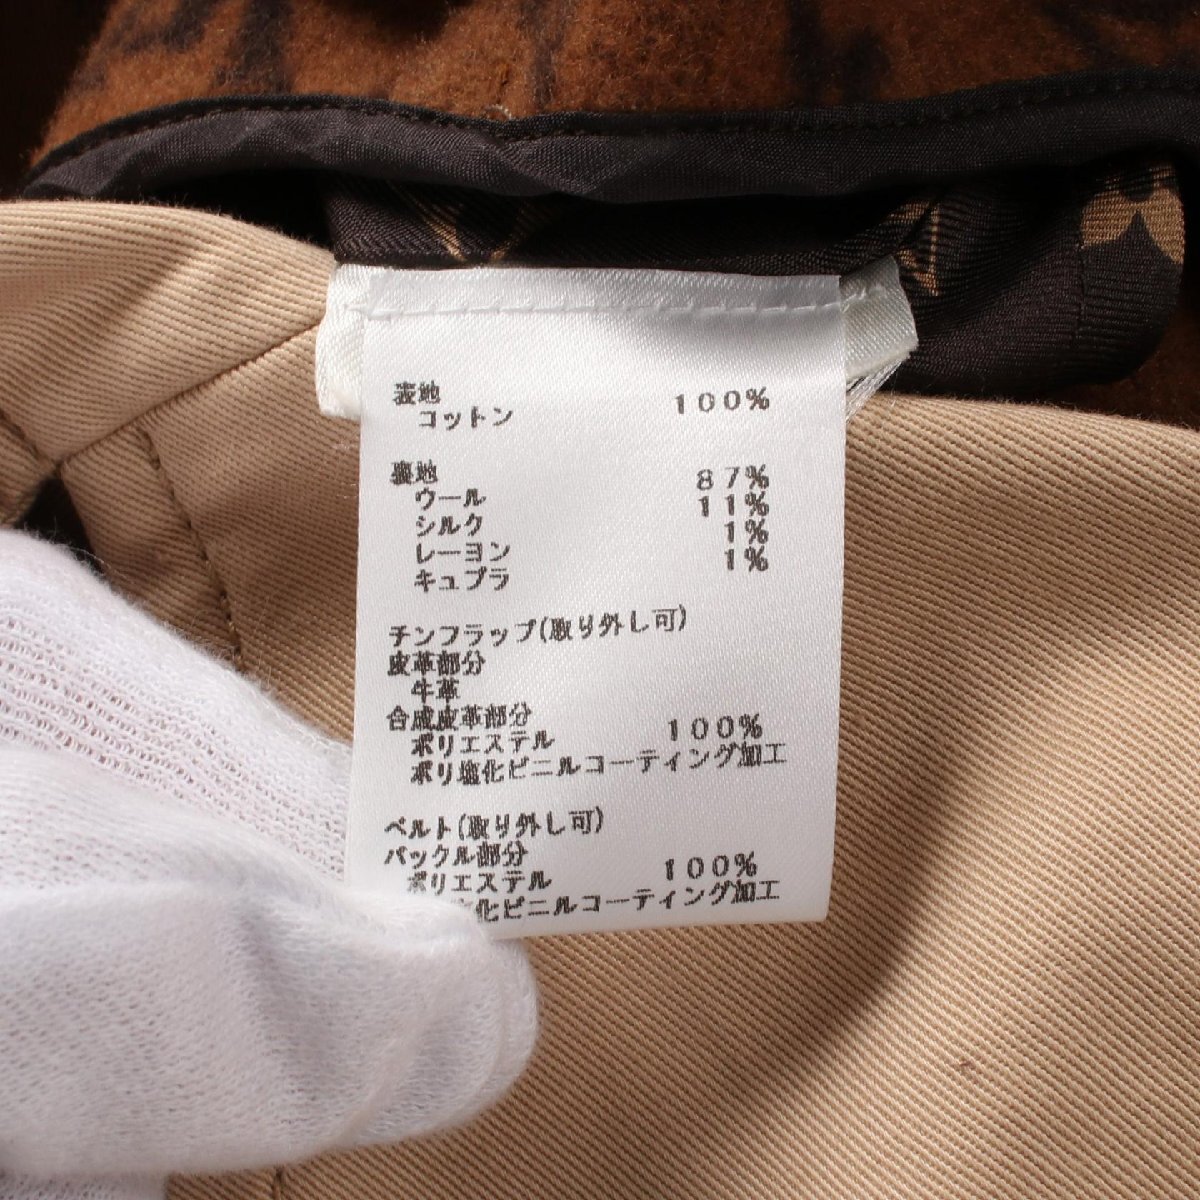 表地
コットン 100%
裏地
ウール 87%
シルク 11%
レーヨン 1%
キュプラ 1%
チンフラップ(取り外し可)
皮革部分
牛革
合成皮革部分
ポリエステル 100%
ポリ塩化ビニルコーティング加工
ベルト(取り外し可)
バックル部分
ポリエステル 100%
塩化ビニルコーティング加工